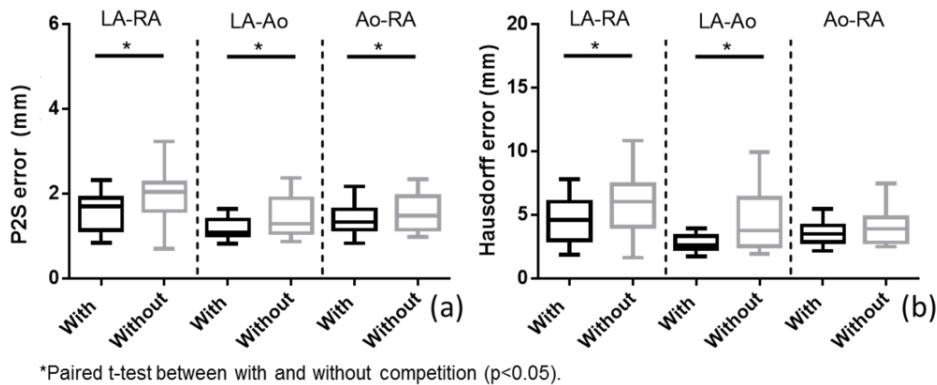 LA-RA LA-Ao Ao-RA
* * *
P2S error (mm)
6
4
2
0
With Without With Without With Without
(a)
LA-RA LA-Ao Ao-RA
* *
Hausdorff error (mm)
20
15
10
5
0
With Without With Without With Without
(b)
*Paired t-test between with and without competition (p<0.05).